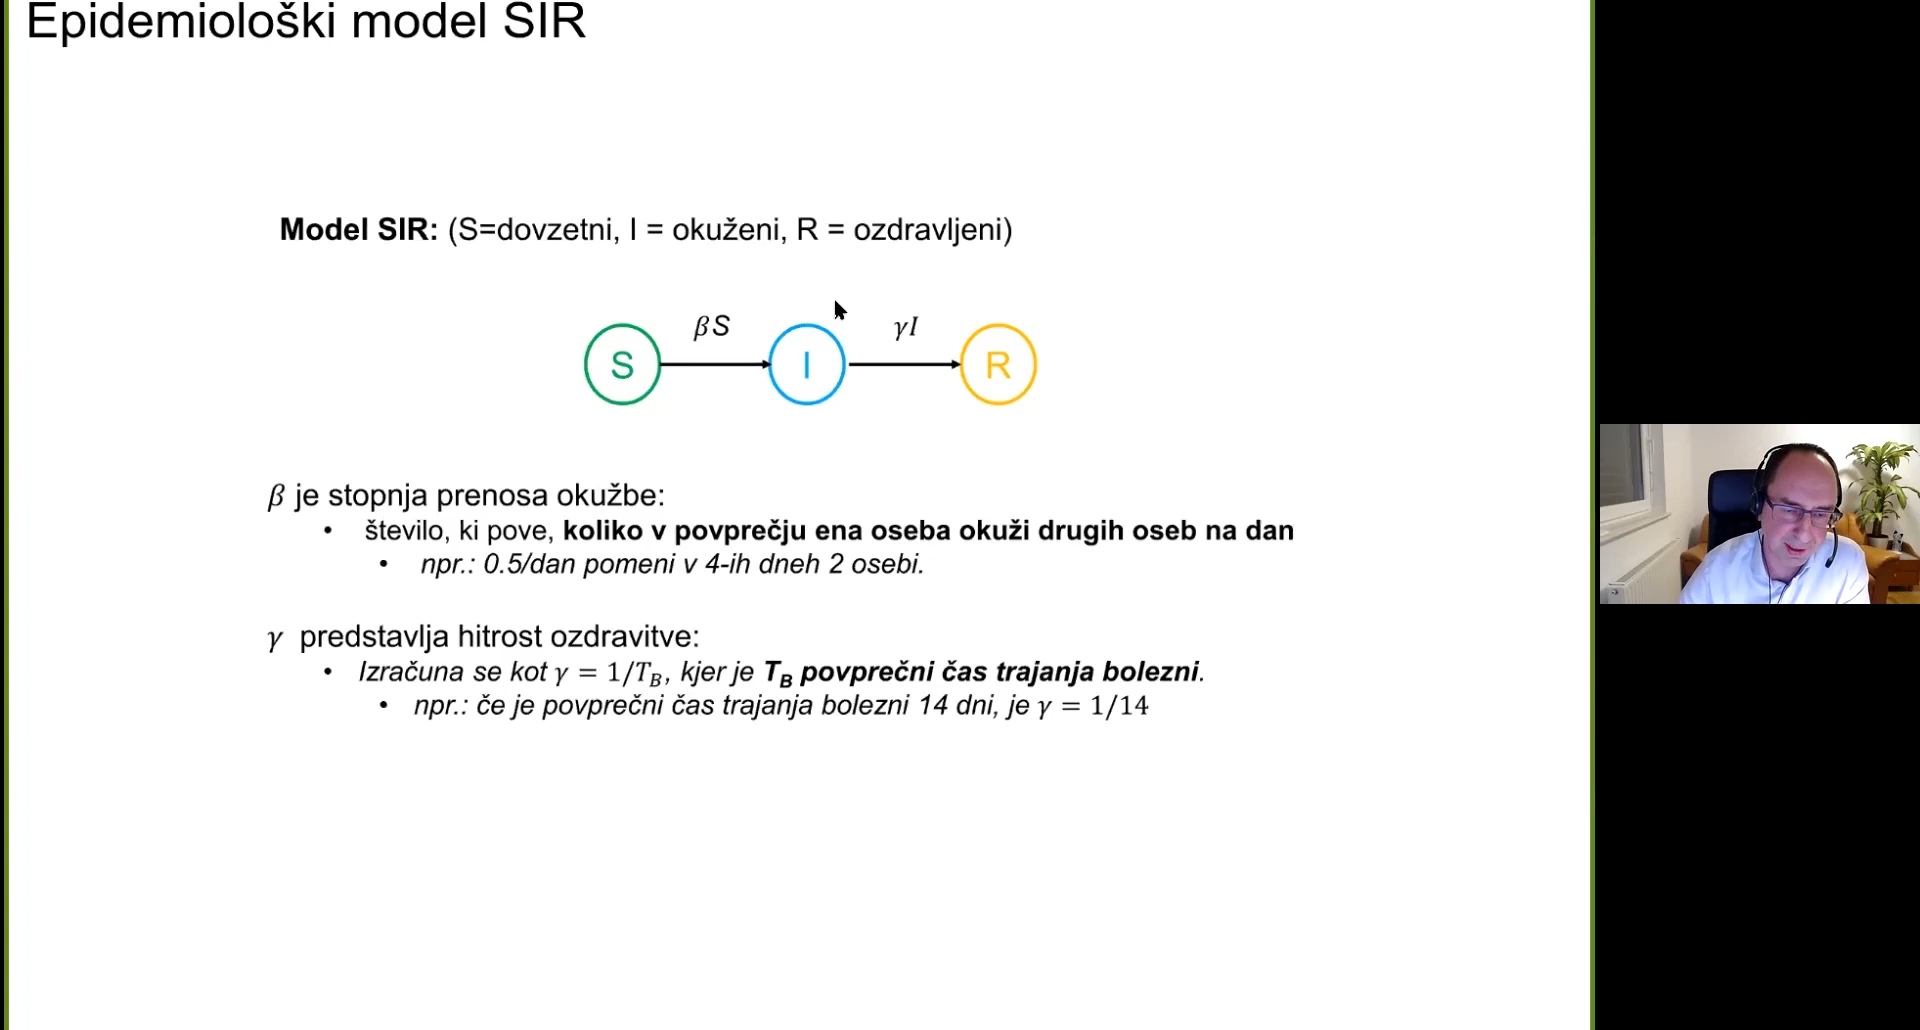 Epidemiološki model SIR
Model SIR: (S=dovzetni, I = okuženi, R = ozdravljeni)
βS
γI
S
I
R
β je stopnja prenosa okužbe:
• število, ki pove, koliko v povprečju ena oseba okuži drugih oseb na dan
• npr.: 0.5/dan pomeni v 4-ih dneh 2 osebi.
γ predstavlja hitrost ozdravitve:
• Izračuna se kot γ = 1/T_B, kjer je T_B povprečni čas trajanja bolezni.
• npr.: če je povprečni čas trajanja bolezni 14 dni, je γ = 1/14